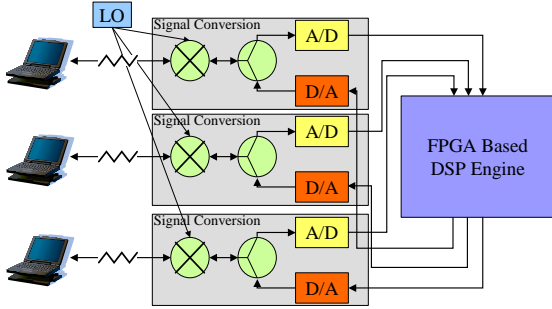 LO
Signal Conversion
A/D
D/A
Signal Conversion
A/D
D/A
FPGA Based
DSP Engine
Signal Conversion
A/D
D/A